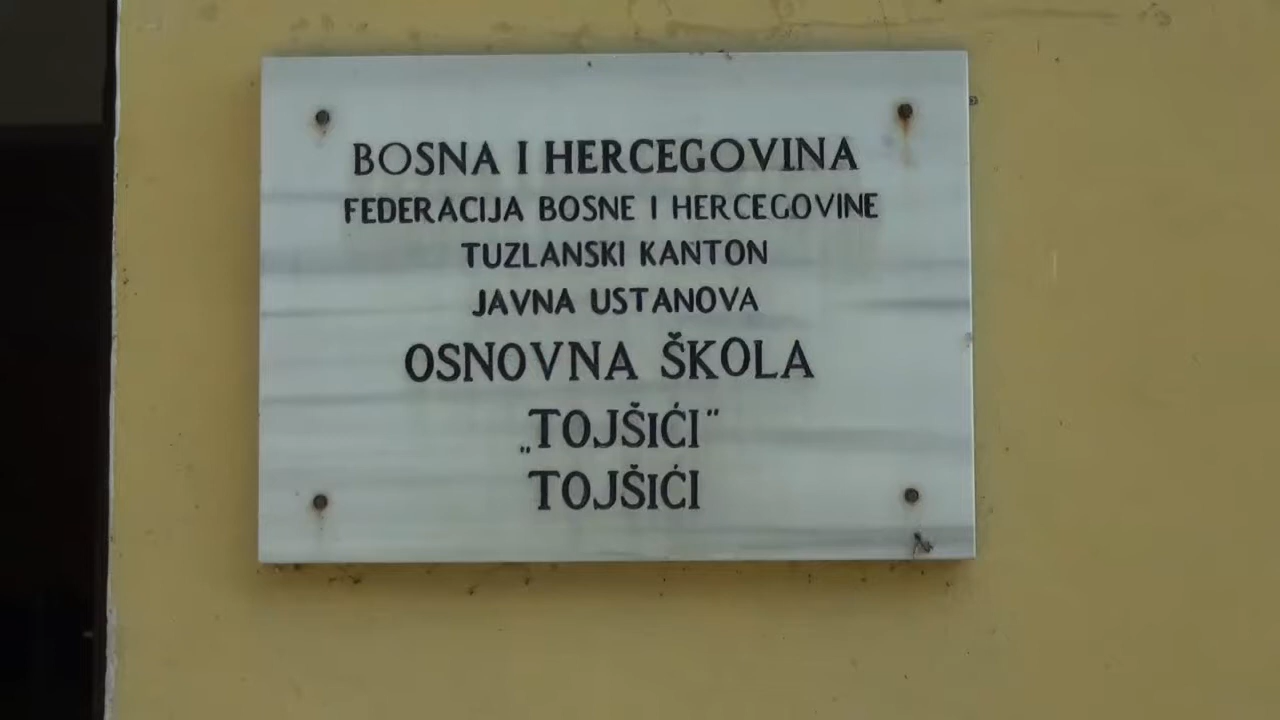 BOSNA I HERCEGOVINA
FEDERACIJA BOSNE I HERCEGOVINE
TUZLANSKI KANTON
JAVNA USTANOVA
OSNOVNA ŠKOLA
„TOJŠIĆI"
TOJŠIĆI